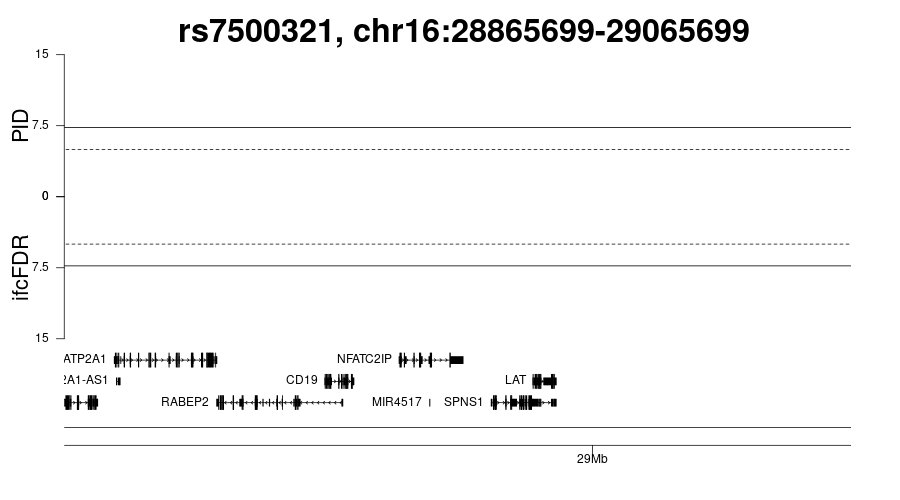 rs7500321, chr16:28865699-29065699
15
PID
7.5
0
ifcFDR
7.5
15
ATP2A1 NFATC2IP
2A1-AS1 CD19 LAT
RABEP2 MIR4517 SPNS1
29Mb